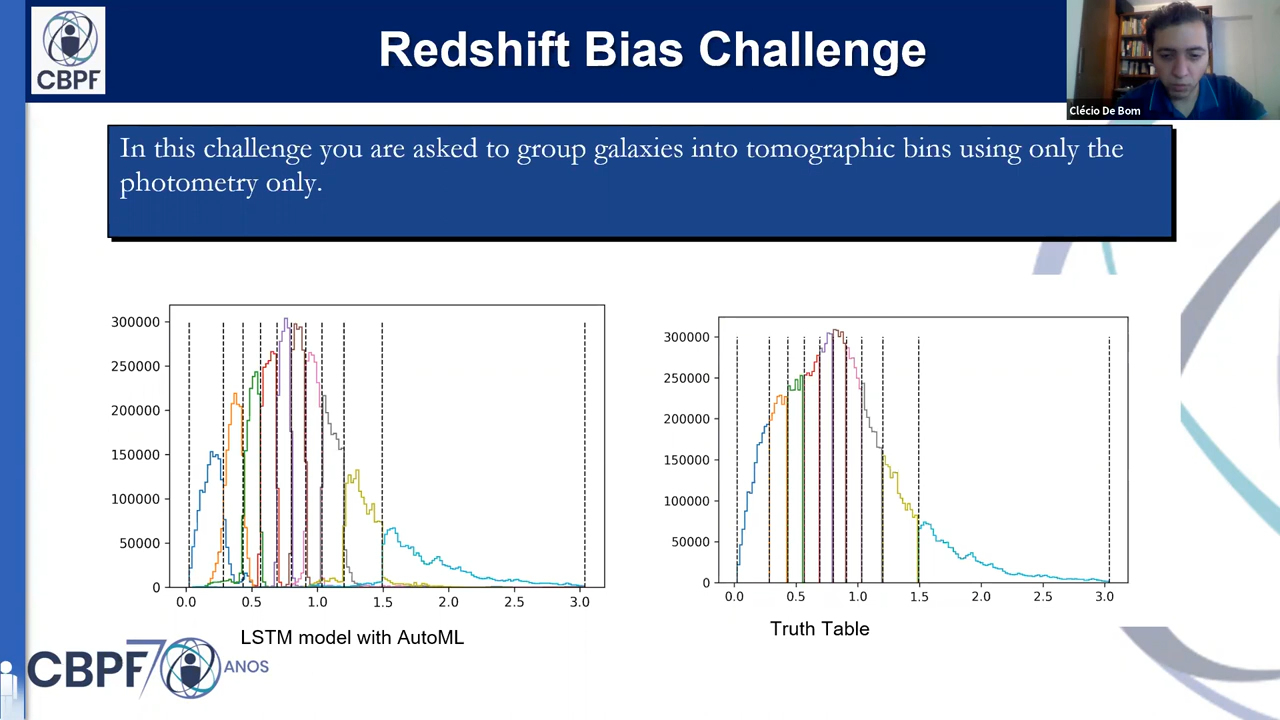 CBPF
Redshift Bias Challenge
Clécio De Bom
In this challenge you are asked to group galaxies into tomographic bins using only the
photometry only.
300000
250000
200000
150000
100000
50000
0
0.0 0.5 1.0 1.5 2.0 2.5 3.0
LSTM model with AutoML
300000
250000
200000
150000
100000
50000
0
0.0 0.5 1.0 1.5 2.0 2.5 3.0
Truth Table
CBPF 70 ANOS